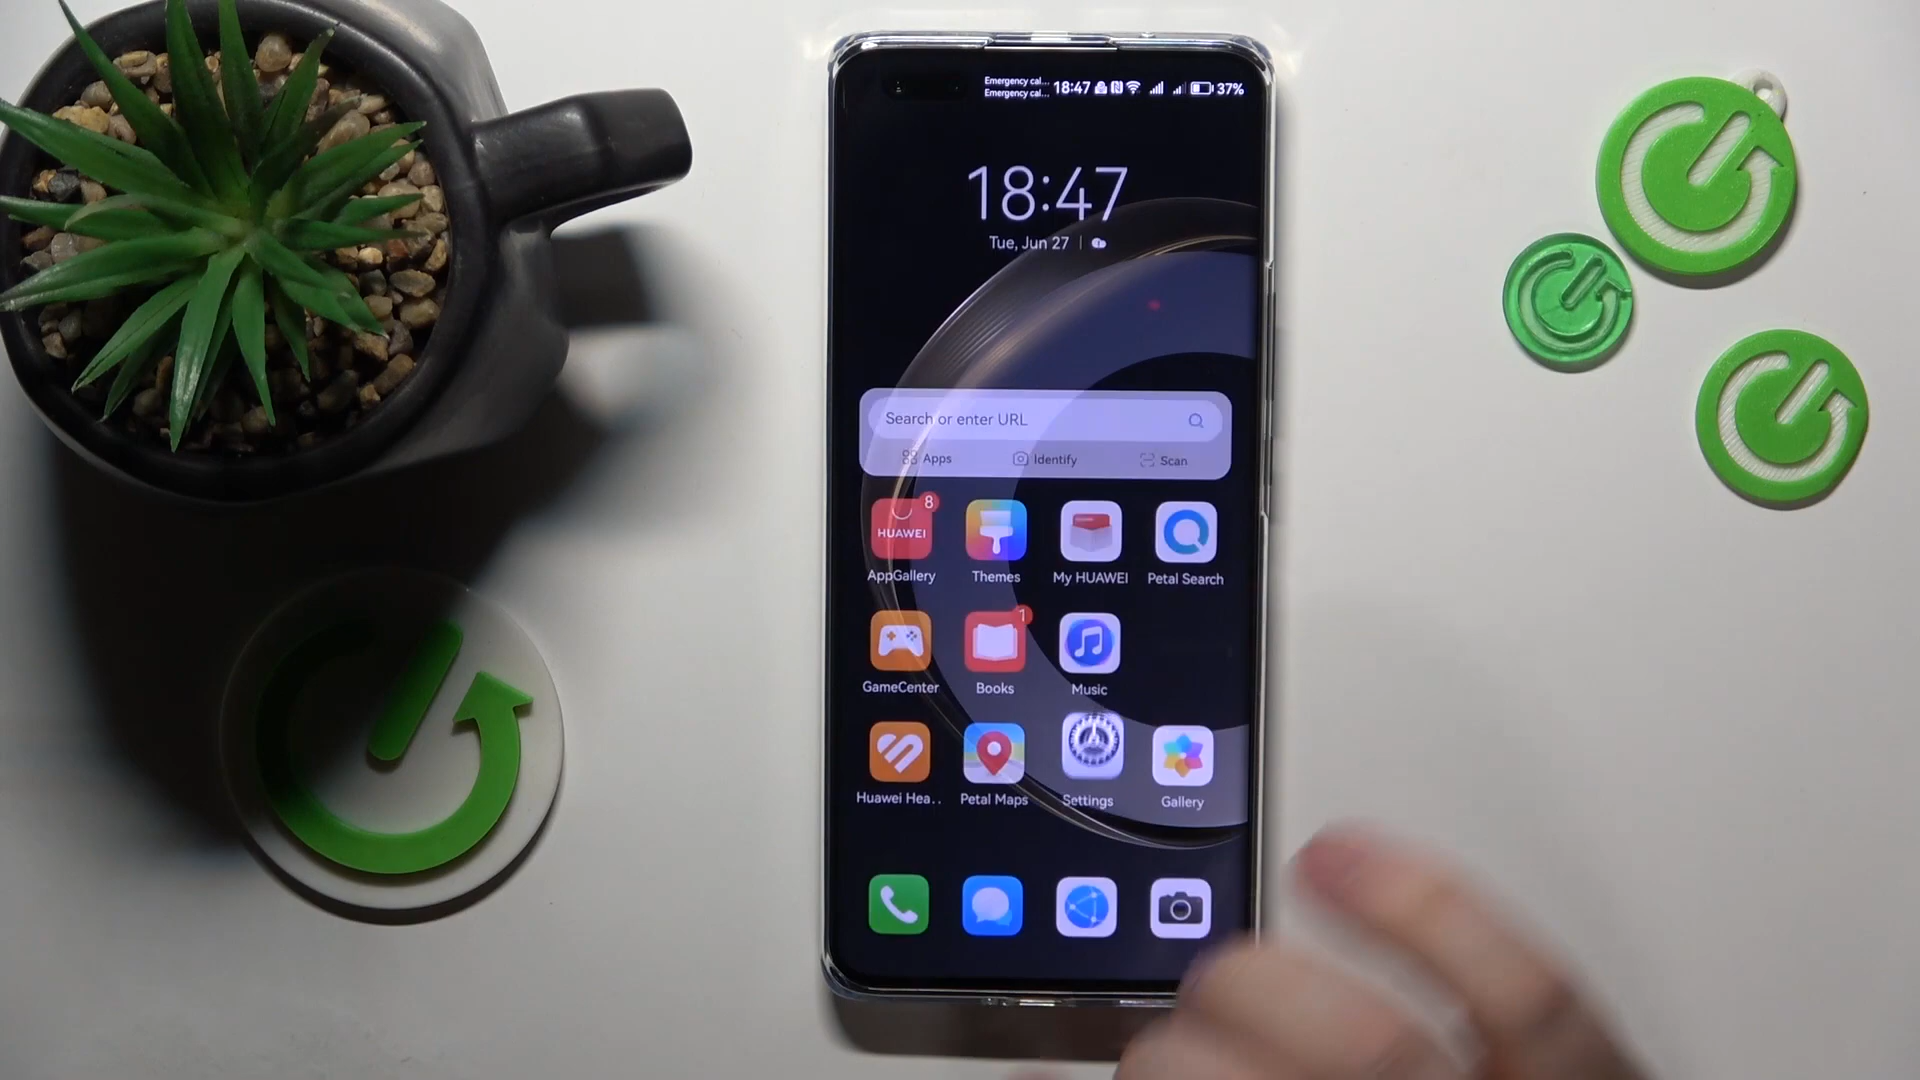 Emergency cal...
Emergency cal...
18:47
37%
18:47
Tue, Jun 27
Search or enter URL
Apps
Identify
Scan
8
HUAWEI
AppGallery
Themes
My HUAWEI
Petal Search
1
GameCenter
Books
Music
Huawei Hea..
Petal Maps
Settings
Gallery